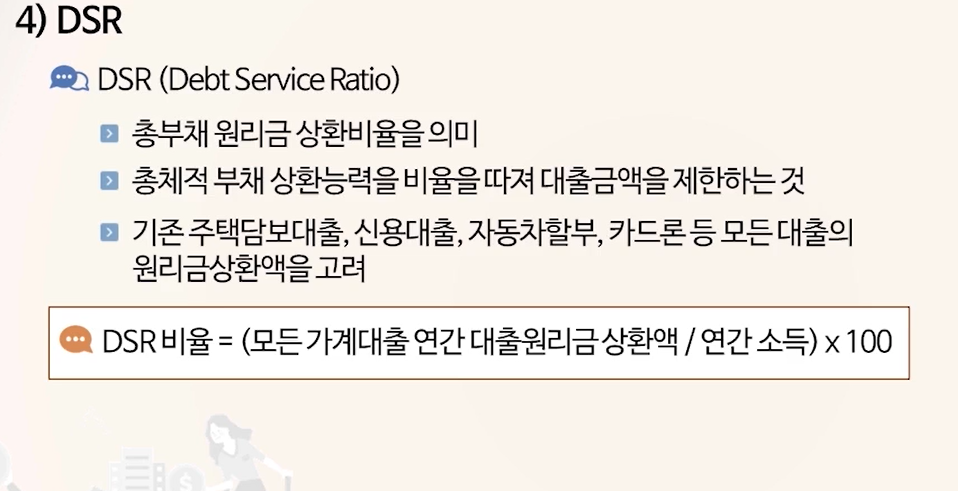 4) DSR
DSR (Debt Service Ratio)
총부채 원리금 상환비율을 의미
총체적 부채 상환능력을 비율을 따져 대출금액을 제한하는 것
기존 주택담보대출, 신용대출, 자동차할부, 카드론 등 모든 대출의
원리금상환액을 고려
DSR 비율 = (모든 가계대출 연간 대출원리금 상환액 / 연간 소득) x 100
$